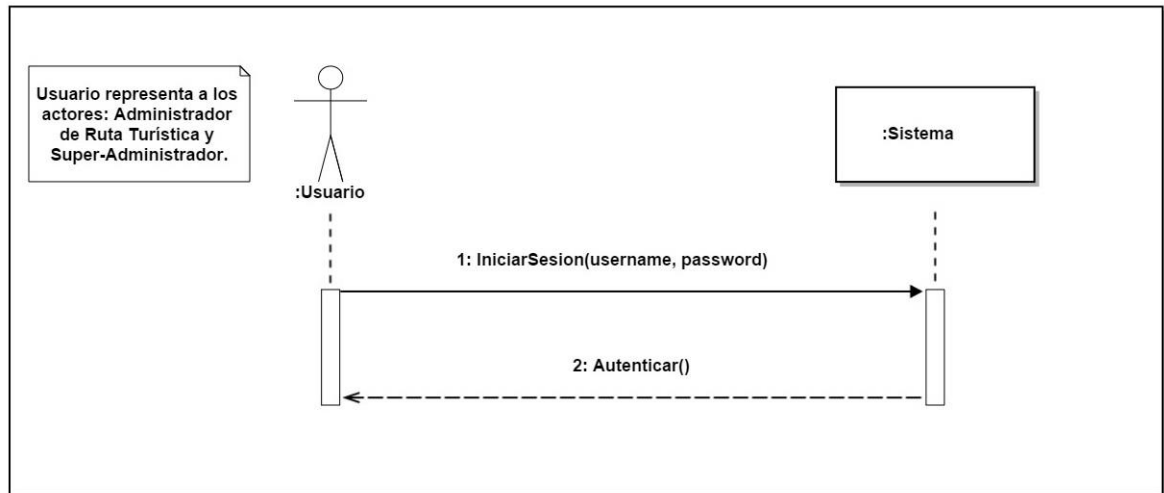 Usuario representa a los
actores: Administrador
de Ruta Turística y
Super-Administrador.
:Usuario
:Sistema
1: IniciarSesion(username, password)
2: Autenticar()